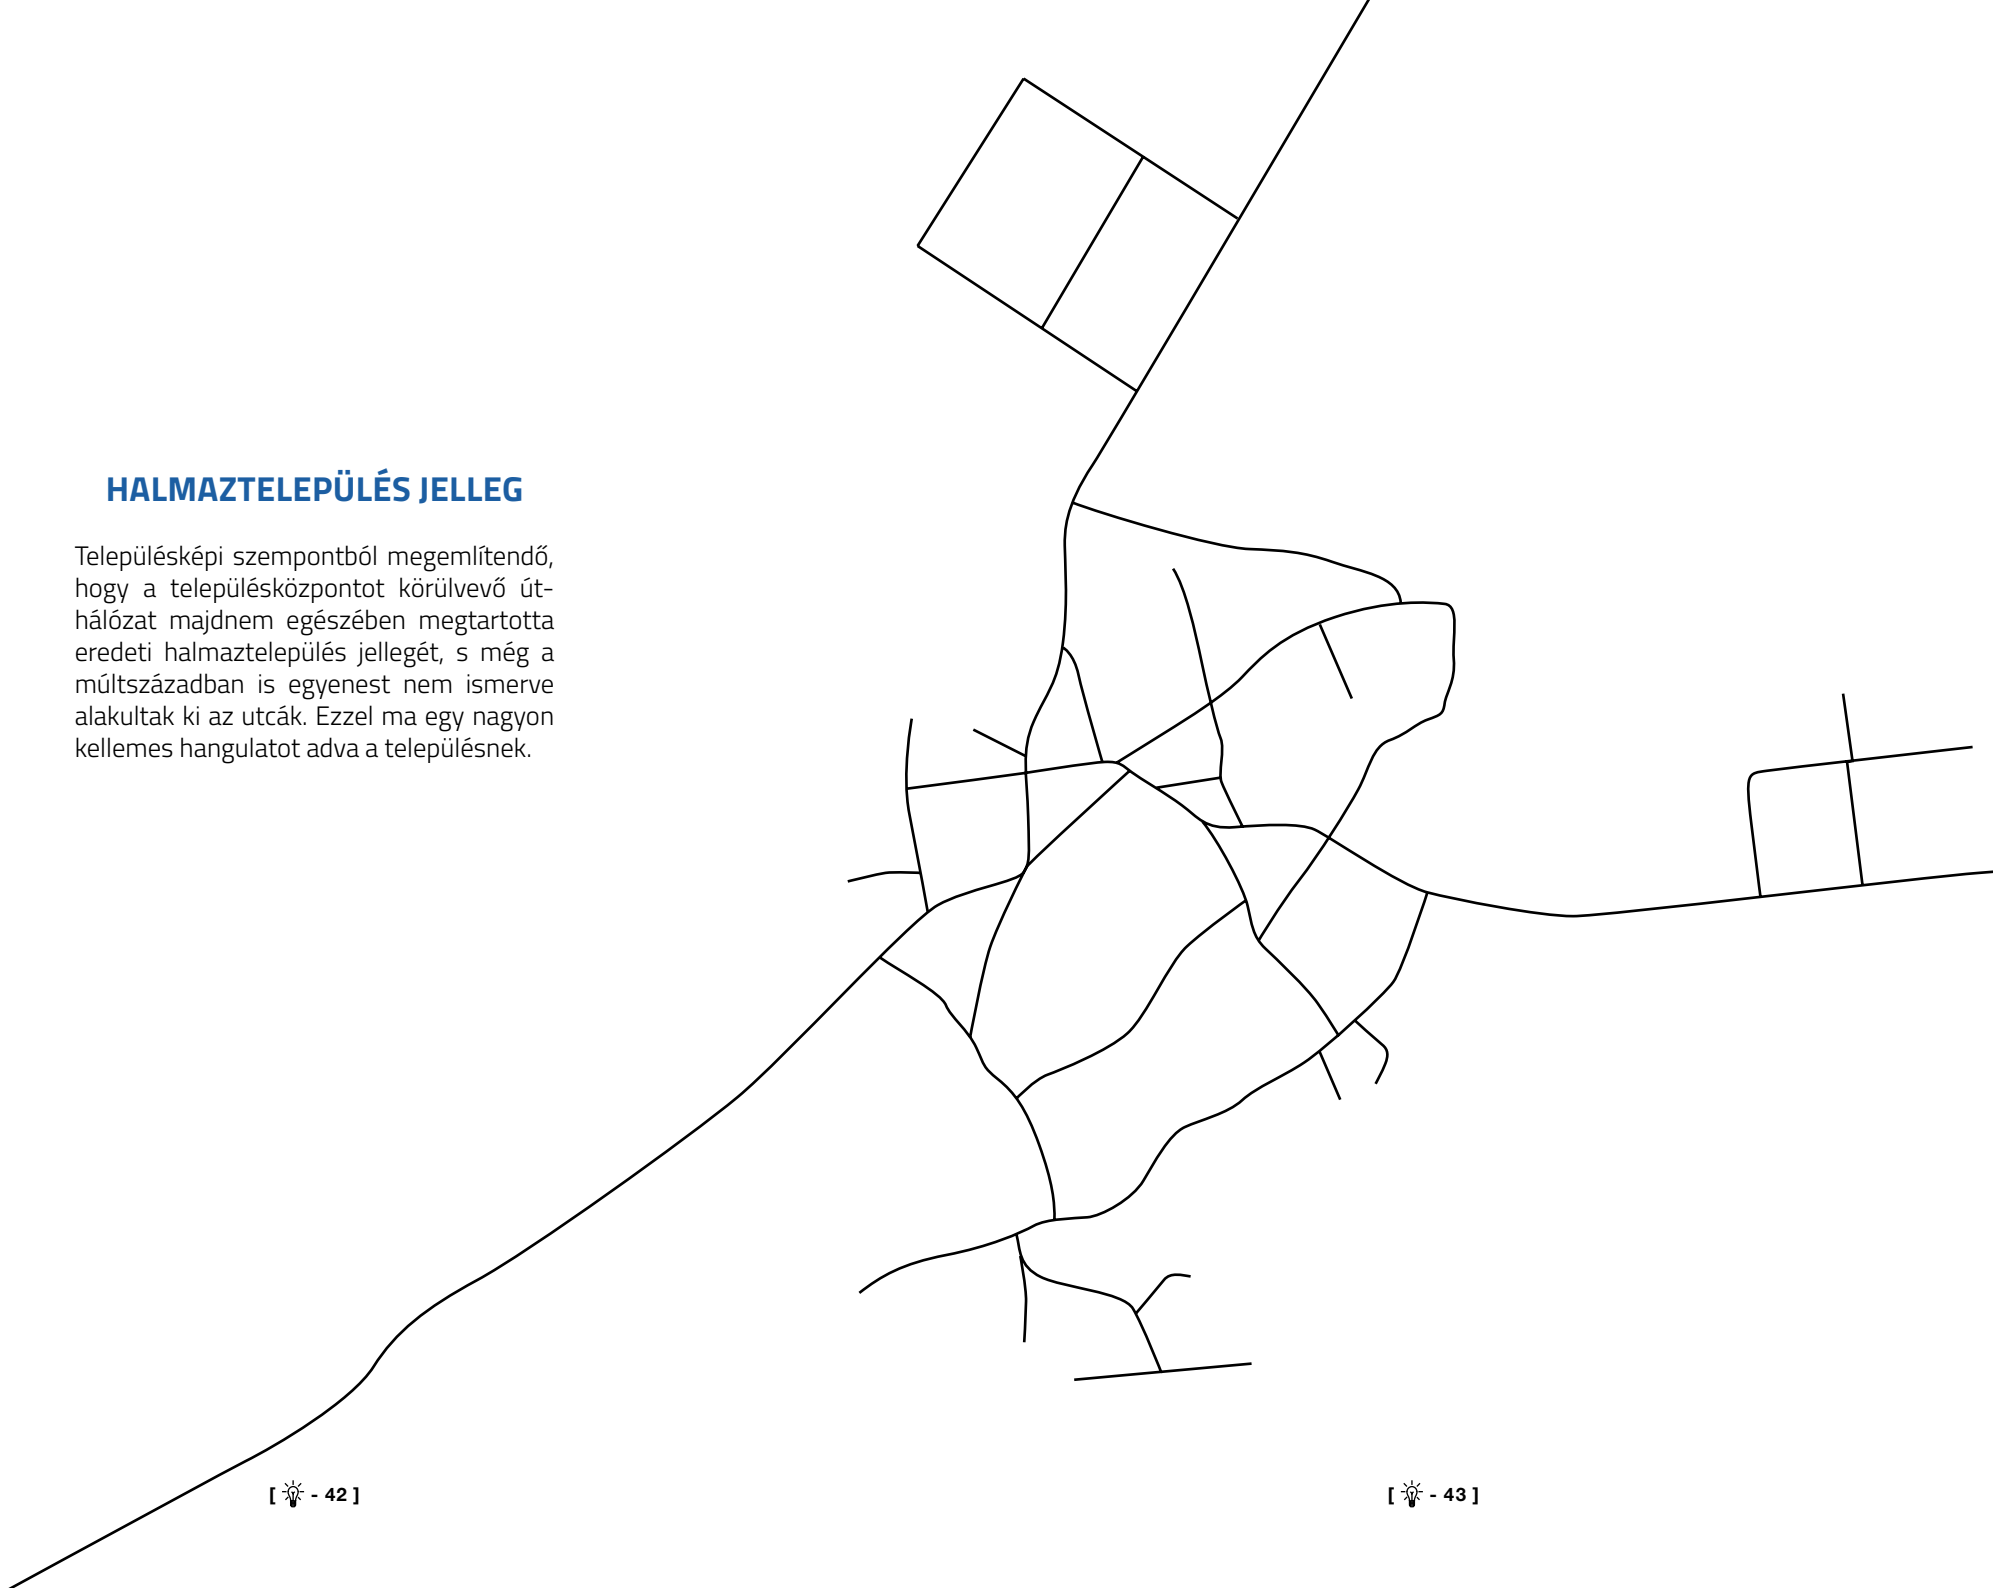 HALMAZTELEPÜLÉS JELLEG
Településképi szempontból megemlítendő,
hogy a településközpontot körülvevő út-
hálózat majdnem egészében megtartotta
eredeti halmaztelepülés jellegét, s még a
múltszázadban is egyenest nem ismerve
alakultak ki az utcák. Ezzel ma egy nagyon
kellemes hangulatot adva a településnek.
[ - 42 ]
[ - 43 ]